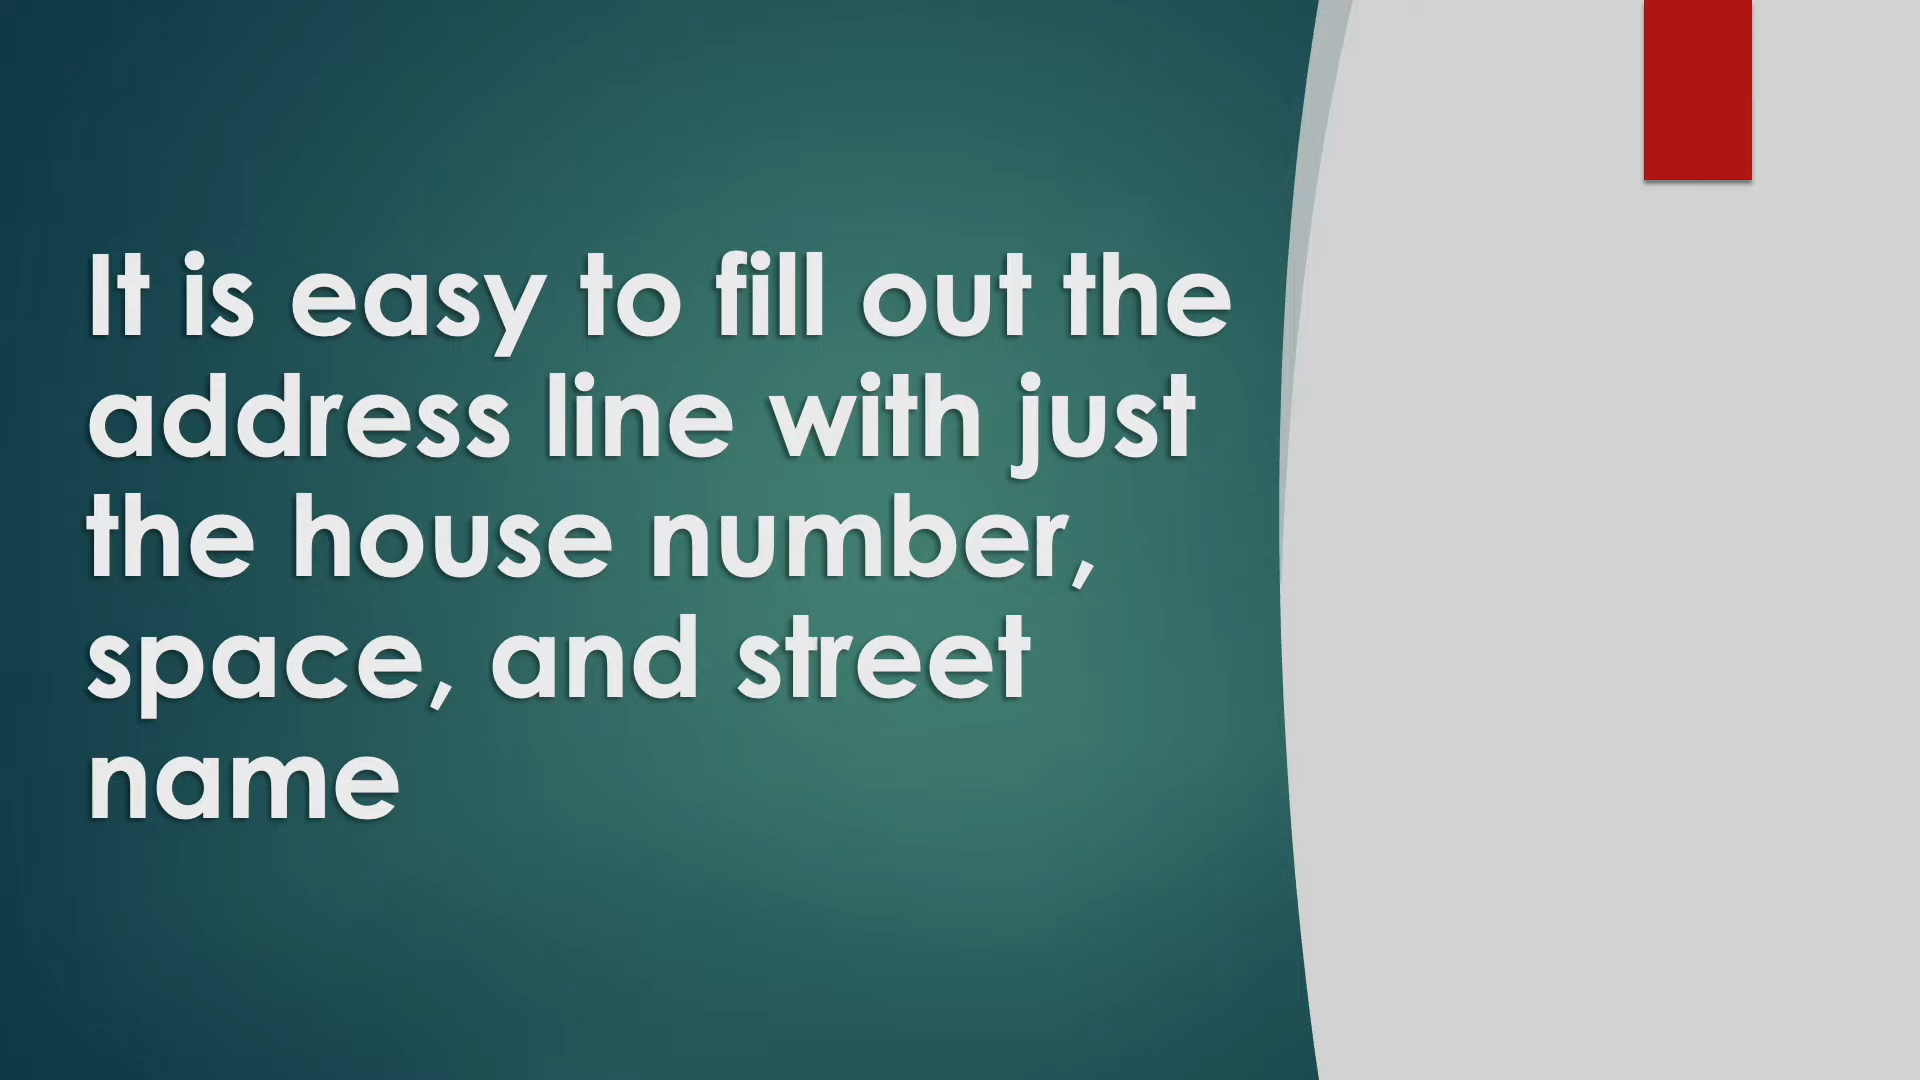 It is easy to fill out the
address line with just
the house number,
space, and street
name